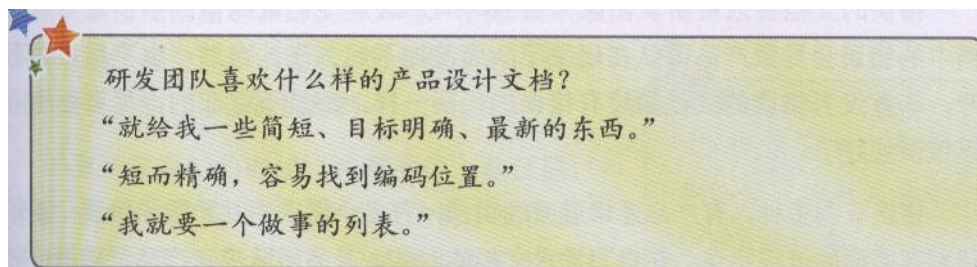 研发团队喜欢什么样的产品设计文档？
“就给我一些简短、目标明确、最新的东西。”
“短而精确，容易找到编码位置。”
“我就要一个做事的列表。”